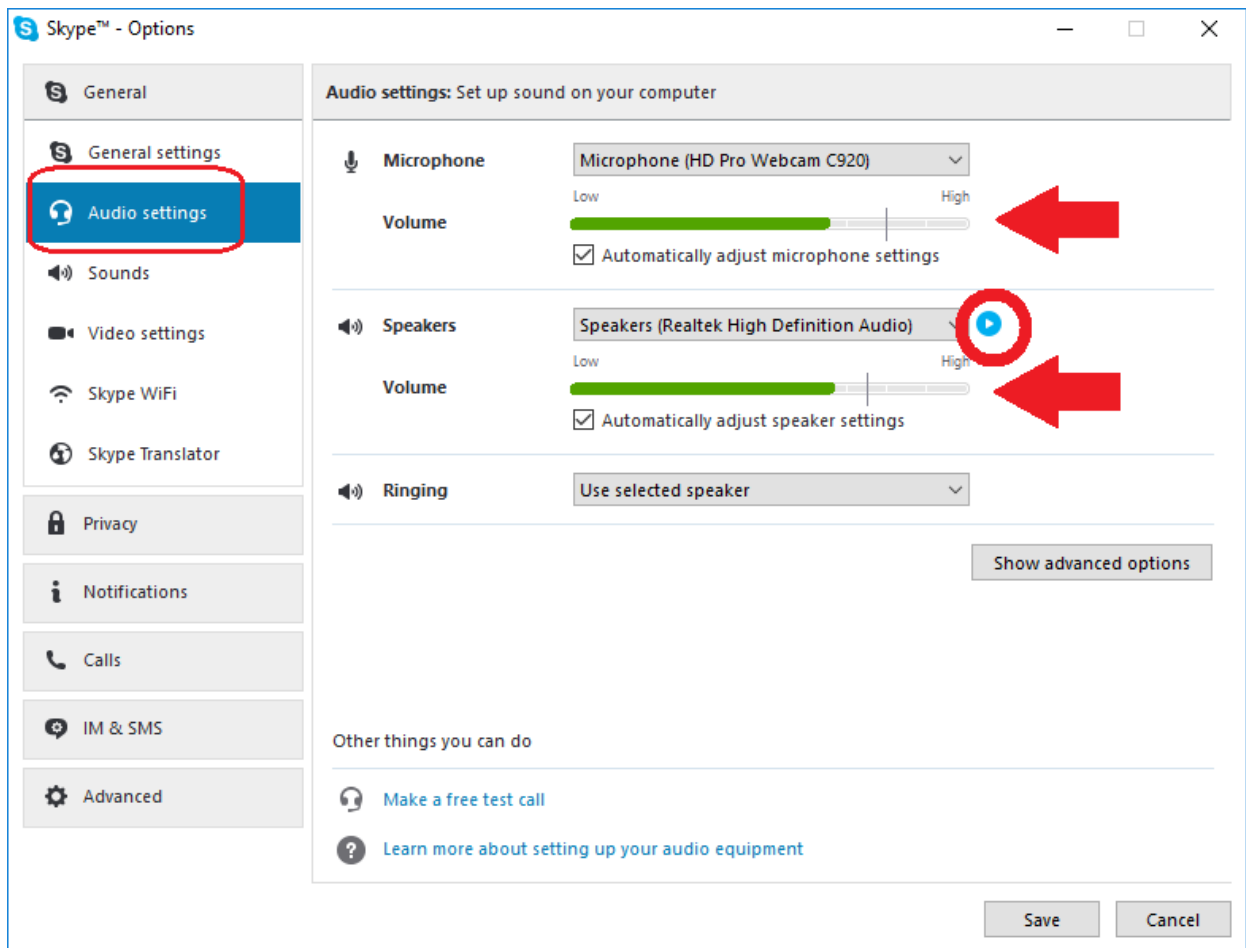 Skype™ - Options
General
General settings
Audio settings
Sounds
Video settings
Skype WiFi
Skype Translator
Privacy
Notifications
Calls
IM & SMS
Advanced
Audio settings: Set up sound on your computer
Microphone Microphone (HD Pro Webcam C920)
Low High
Volume
Automatically adjust microphone settings
Speakers Speakers (Realtek High Definition Audio)
Low High
Volume
Automatically adjust speaker settings
Ringing Use selected speaker
Show advanced options
Other things you can do
Make a free test call
Learn more about setting up your audio equipment
Save Cancel